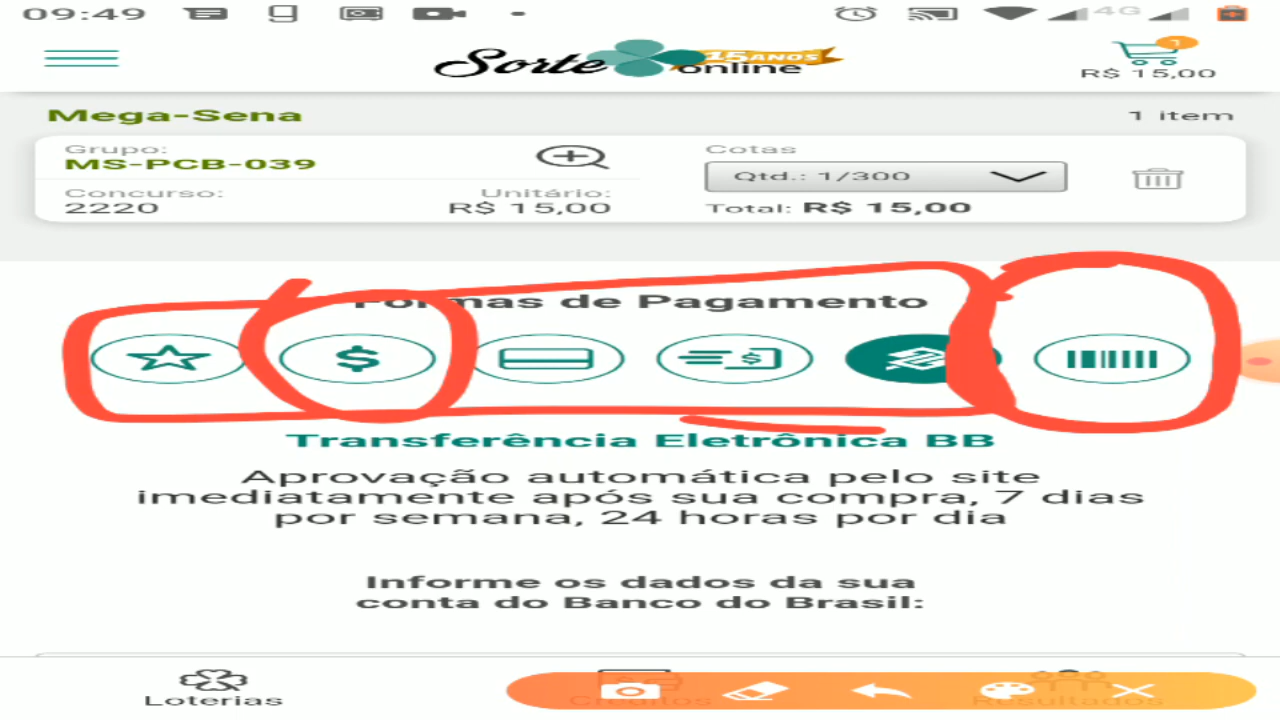 09:49
4G
Sorte
15 ANOS
online
1
R$ 15,00
Mega-Sena
1 item
Grupo:
MS-PCB-039
Concurso:
2220
Unitário:
R$ 15,00
Cotas
Qtd.: 1/300
Total: R$ 15,00
Formas de Pagamento
Transferência Eletrônica BB
Aprovação automática pelo site
imediatamente após sua compra, 7 dias
por semana, 24 horas por dia
Informe os dados da sua
conta do Banco do Brasil:
Loterias
Créditos
Resultados